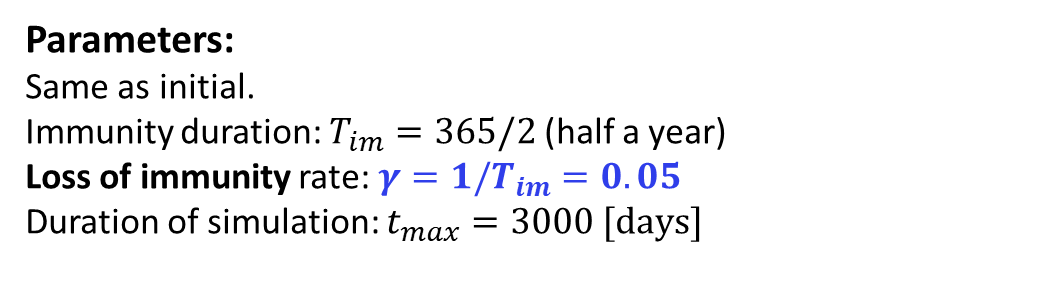 Parameters:
Same as initial.
Immunity duration: T_im = 365/2 (half a year)
Loss of immunity rate: γ = 1/T_im = 0.05
Duration of simulation: t_max = 3000 [days]